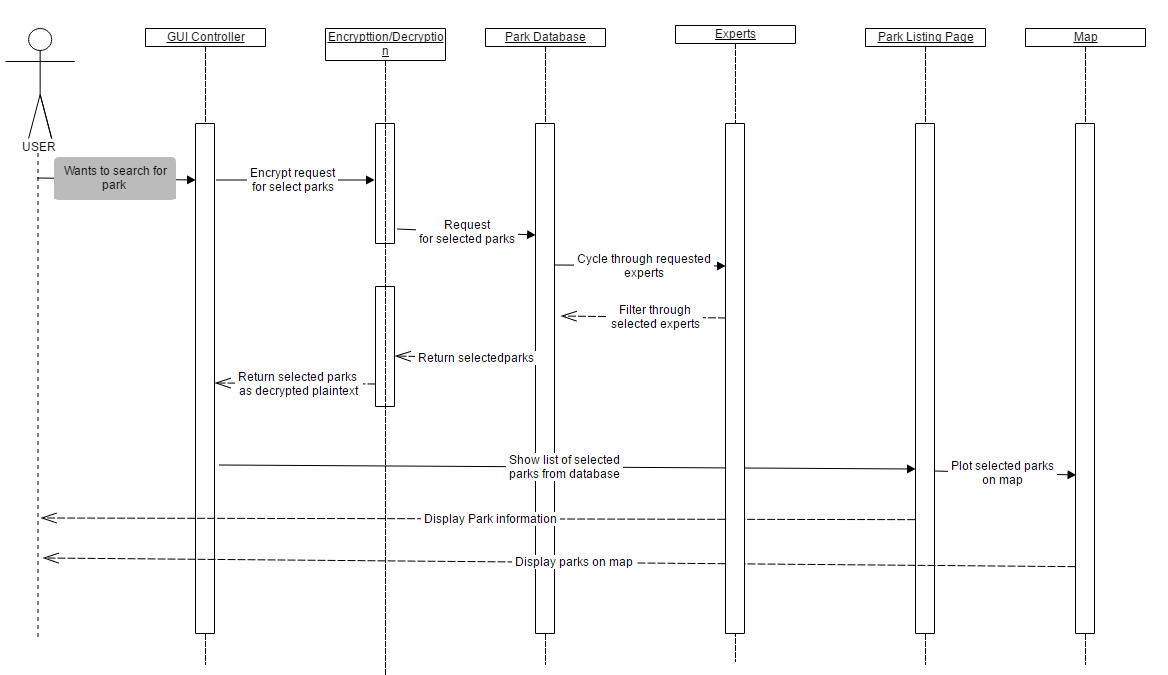 GUI Controller
Encrypttion/Decryptio
n
Park Database
Experts
Park Listing Page
Map
USER
Wants to search for
park
Encrypt request
for select parks
Request
for selected parks
Cycle through requested
experts
Filter through
selected experts
Return selectedparks
Return selected parks
as decrypted plaintext
Show list of selected
parks from database
Plot selected parks
on map
Display Park information
Display parks on map